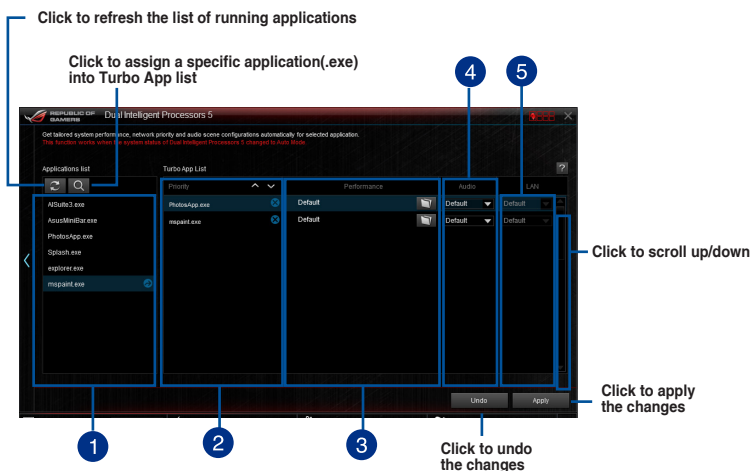 Click to refresh the list of running applications
Click to assign a specific application(.exe)
into Turbo App list
4
5
REPUBLIC OF
GAMERS
Dual Intelligent Processors 5
Get tailored system performance, network priority and audio scene configurations automatically for selected application.
This function works when the system status of Dual Intelligent Processors 5 changed to Auto Mode.
Applications list
Turbo App List
?
Priority
Performance
Audio
LAN
AISuite3.exe
AsusMiniBar.exe
PhotosApp.exe
Splash.exe
explorer.exe
mspaint.exe
PhotosApp.exe
Default
Default
Default
mspaint.exe
Default
Default
Default
Click to scroll up/down
Undo
Apply
Click to apply
the changes
1
2
3
Click to undo
the changes